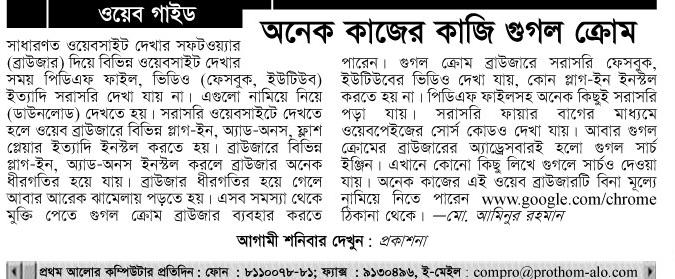 ওয়েব গাইড
অনেক কাজের কাজি গুগল ক্রোম
সাধারণত ওয়েবসাইট দেখার সফটওয়্যার
(ব্রাউজার) দিয়ে বিভিন্ন ওয়েবসাইট দেখার
সময় পিডিএফ ফাইল, ভিডিও (ফেসবুক, ইউটিউব)
ইত্যাদি সরাসরি দেখা যায় না। এগুলো নামিয়ে নিয়ে
(ডাউনলোড) দেখতে হয়। সরাসরি ওয়েবসাইটে দেখতে
হলে ওয়েব ব্রাউজারে বিভিন্ন প্লাগ-ইন, অ্যাড-অনস, ফ্লাশ
প্লেয়ার ইত্যাদি ইনস্টল করতে হয়। ব্রাউজারে বিভিন্ন
প্লাগ-ইন, অ্যাড-অনস ইনস্টল করলে ব্রাউজার অনেক
ধীরগতির হয়ে যায়। ব্রাউজার ধীরগতির হয়ে গেলে
আবার আরেক ঝামেলায় পড়তে হয়। এসব সমস্যা থেকে
মুক্তি পেতে গুগল ক্রোম ব্রাউজার ব্যবহার করতে
পারেন। গুগল ক্রোম ব্রাউজারে সরাসরি ফেসবুক,
ইউটিউবের ভিডিও দেখা যায়, কোন প্লাগ-ইন ইনস্টল
করতে হয় না। পিডিএফ ফাইলসহ অনেক কিছুই সরাসরি
পড়া যায়। সরাসরি ফায়ার বাগের মাধ্যমে
ওয়েবপেইজের সোর্স কোডও দেখা যায়। আবার গুগল
ক্রোমের ব্রাউজারের অ্যাড্রেসবারই হলো গুগল সার্চ
ইঞ্জিন। এখানে কোনো কিছু লিখে গুগলে সার্চও দেওয়া
যায়। অনেক কাজের এই ওয়েব ব্রাউজারটি বিনা মূল্যে
নামিয়ে নিতে পারেন www.google.com/chrome
ঠিকানা থেকে। —মো. আমিনুর রহমান
আগামী শনিবার দেখুন : প্রকাশনা
প্রথম আলোর কম্পিউটার প্রতিদিন : ফোন : ৮১১০০৭৮-৮১; ফ্যাক্স : ৯১৩০৪৯৬, ই-মেইল : compro@prothom-alo.com